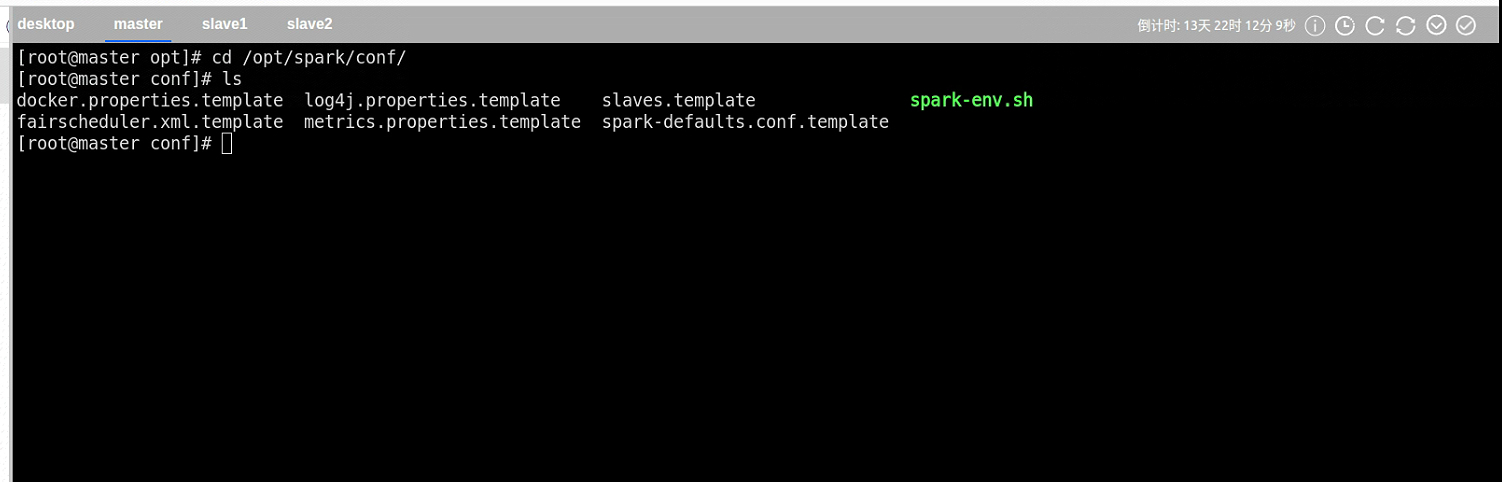 desktop master slave1 slave2 倒计时: 13天 22时 12分 9秒
[root@master opt]# cd /opt/spark/conf/
[root@master conf]# ls
docker.properties.template log4j.properties.template slaves.template spark-env.sh
fairscheduler.xml.template metrics.properties.template spark-defaults.conf.template
[root@master conf]#